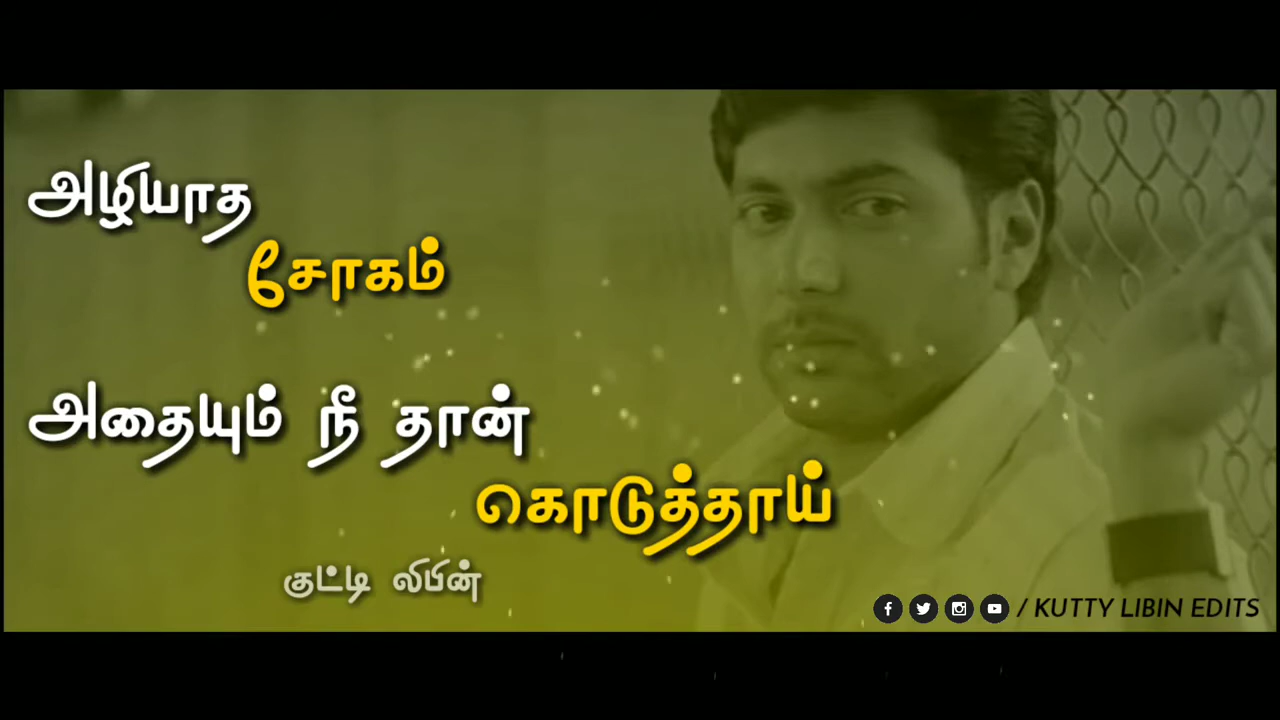 அழியாத
சோகம்
அதையும் நீ தான்
கொடுத்தாய்
குட்டி லிபின்
/ KUTTY LIBIN EDITS